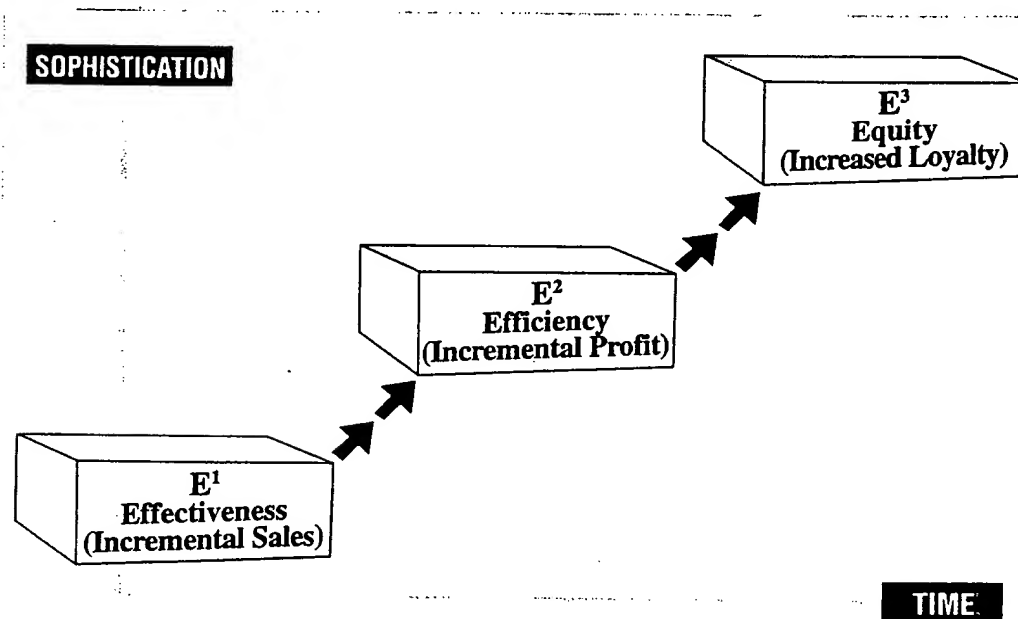 SOPHISTICATION
E³
Equity
(Increased Loyalty)
E²
Efficiency
(Incremental Profit)
E¹
Effectiveness
(Incremental Sales)
TIME